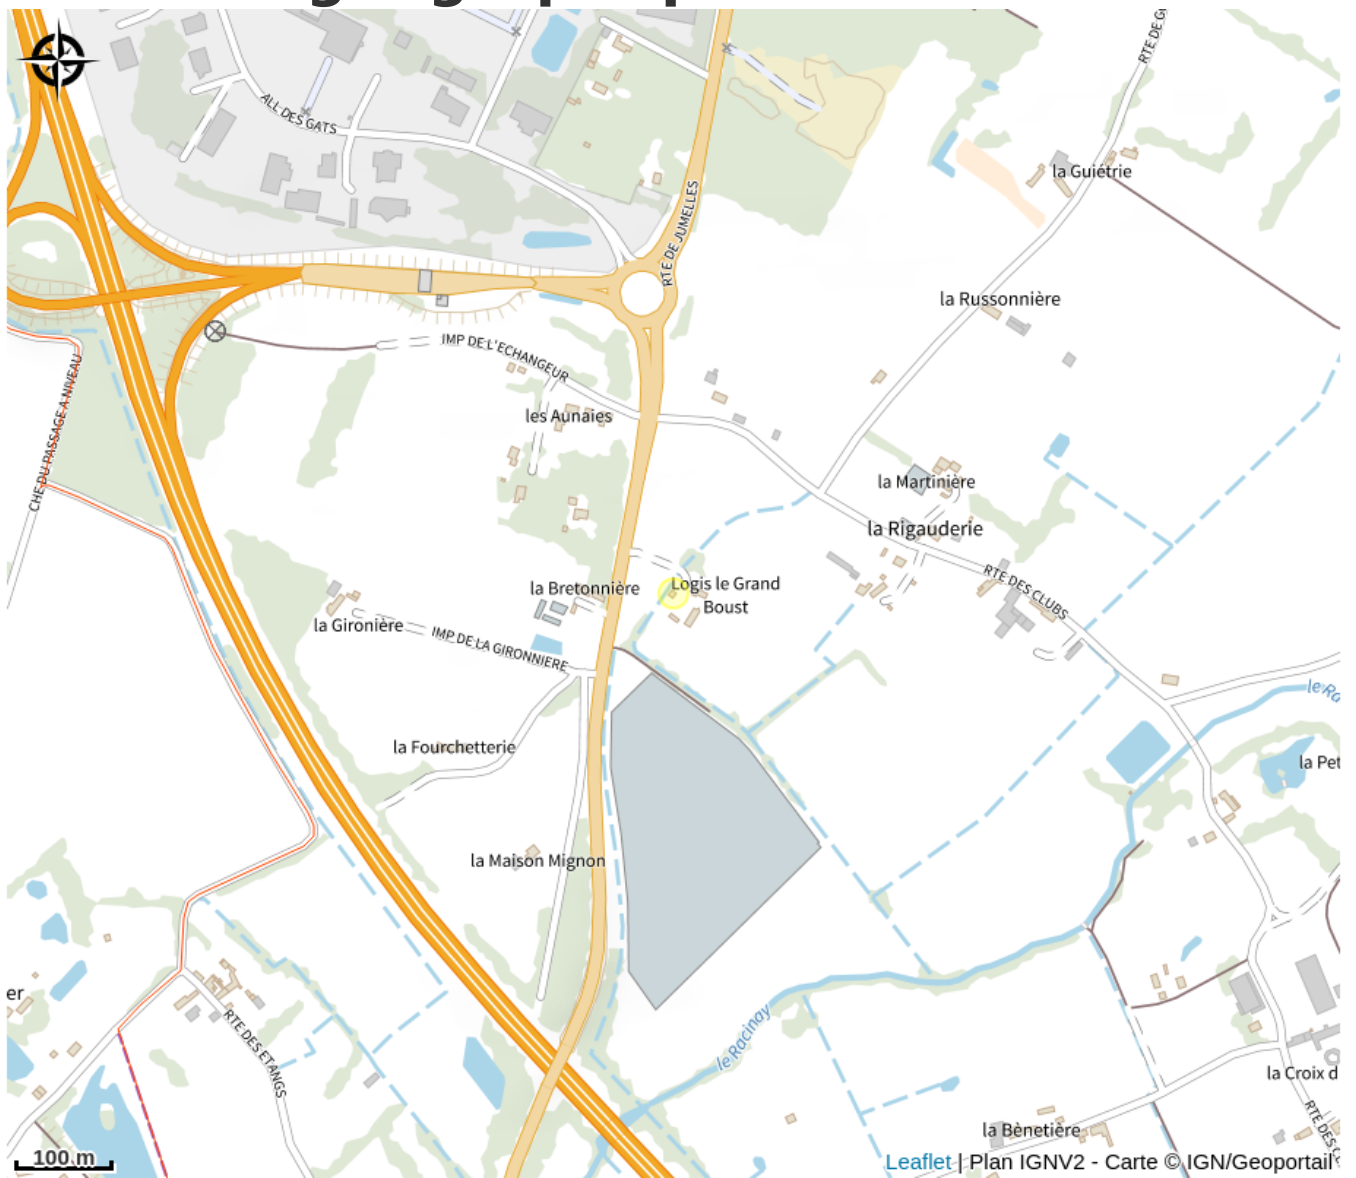 RTE DE G
ALL DES GATS
la Guiétrie
RTE DE JUMELLES
la Russonnière
IMP DE L'ECHANGEUR
CHE DU PASSAGE A NIVEAU
les Aunaies
la Martinière
la Rigauderie
RTE DES CLUBS
la Bretonnière
Logis le Grand
Boust
la Gironière
IMP DE LA GIRONNIERE
le Ra
la Fourchetterie
la Pet
la Maison Mignon
er
le Racinay
RTE DES ETANGS
la Croix d
RTE DES C
la Bènetière
100 m
Leaflet | Plan IGNV2 - Carte © IGN/Geoportail